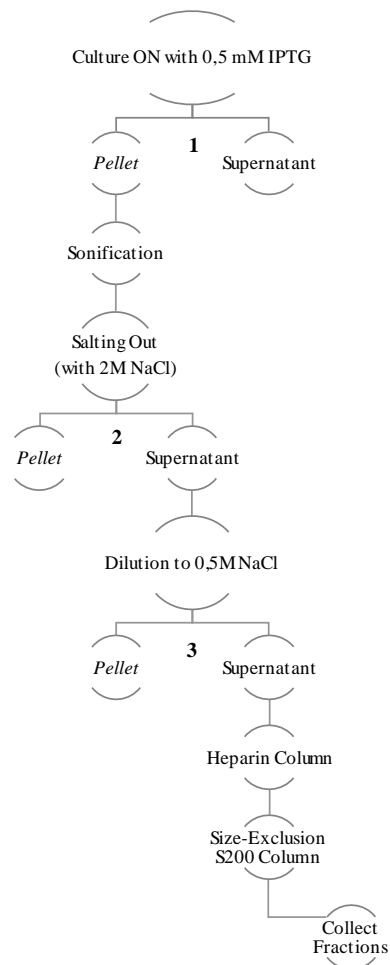 Culture ON with 0,5 mM IPTG
1
Pellet
Supernatant
Sonification
Salting Out
(with 2M NaCl)
2
Pellet
Supernatant
Dilution to 0,5M NaCl
3
Pellet
Supernatant
Heparin Column
Size-Exclusion
S200 Column
Collect
Fractions